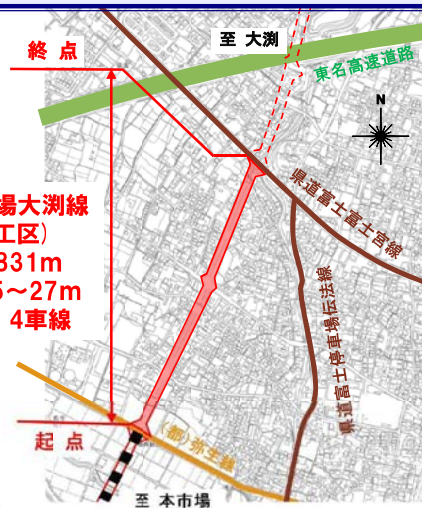 至 大渕
終 点
東名高速道路
N
県道富士富士宮線
場大渕線
工区)
331m
5～27m
4車線
県道富士停車場伝法線
起 点
(都)弥生線
至 本市場